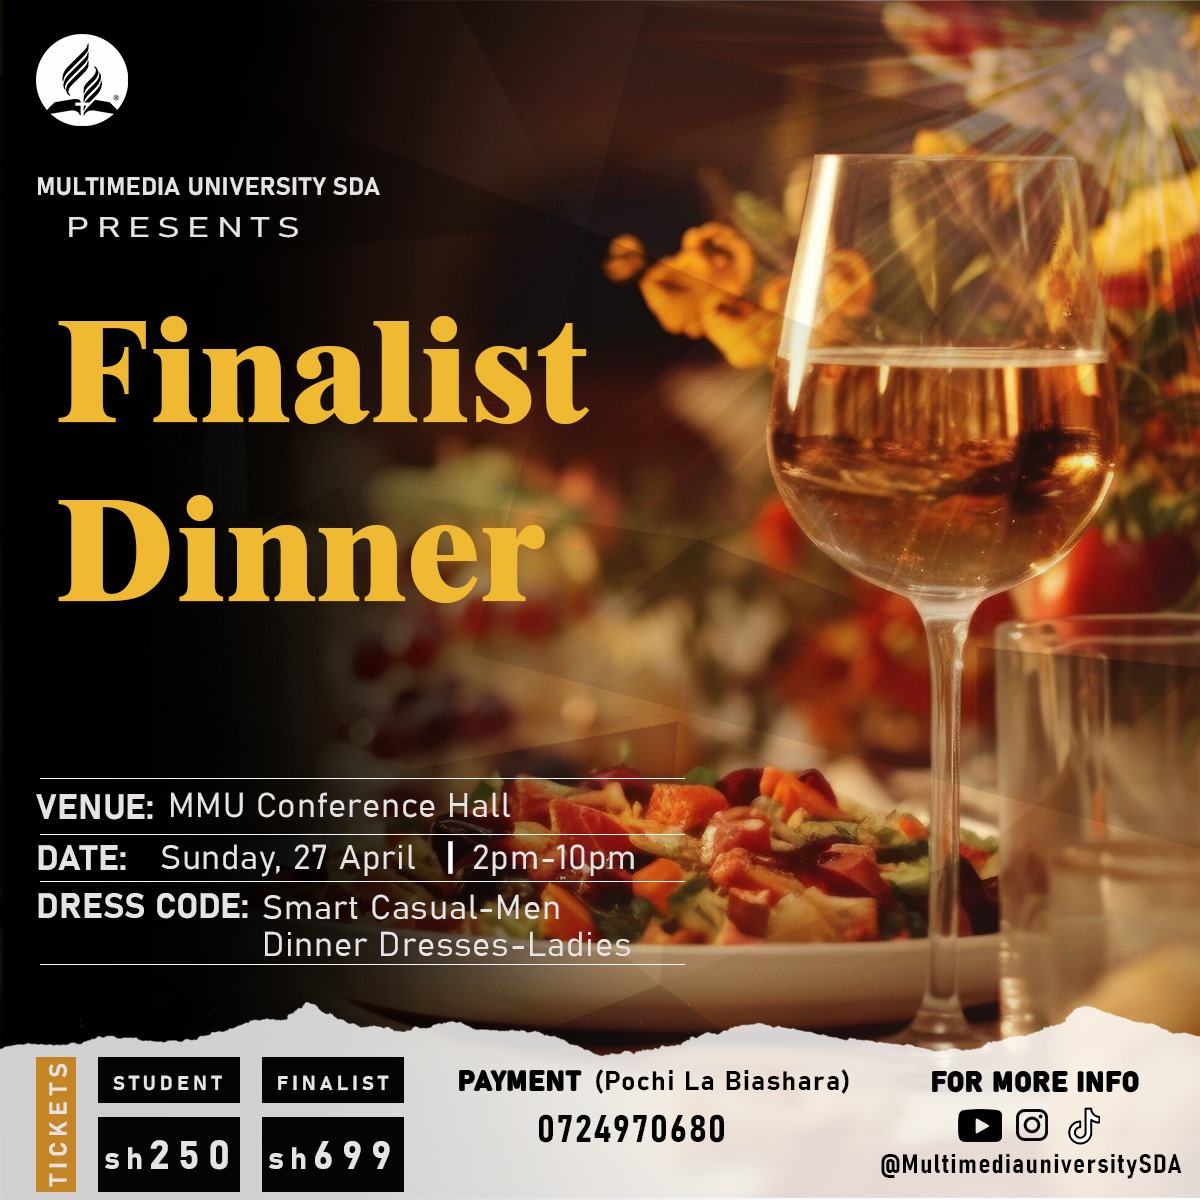 MULTIMEDIA UNIVERSITY SDA
PRESENTS
Finalist
Dinner
VENUE: MMU Conference Hall
DATE: Sunday, 27 April | 2pm-10pm
DRESS CODE: Smart Casual-Men
Dinner Dresses-Ladies
TICKETS
STUDENT
sh250
FINALIST
sh699
PAYMENT (Pochi La Biashara)
0724970680
FOR MORE INFO
@MultimediauniversitySDA